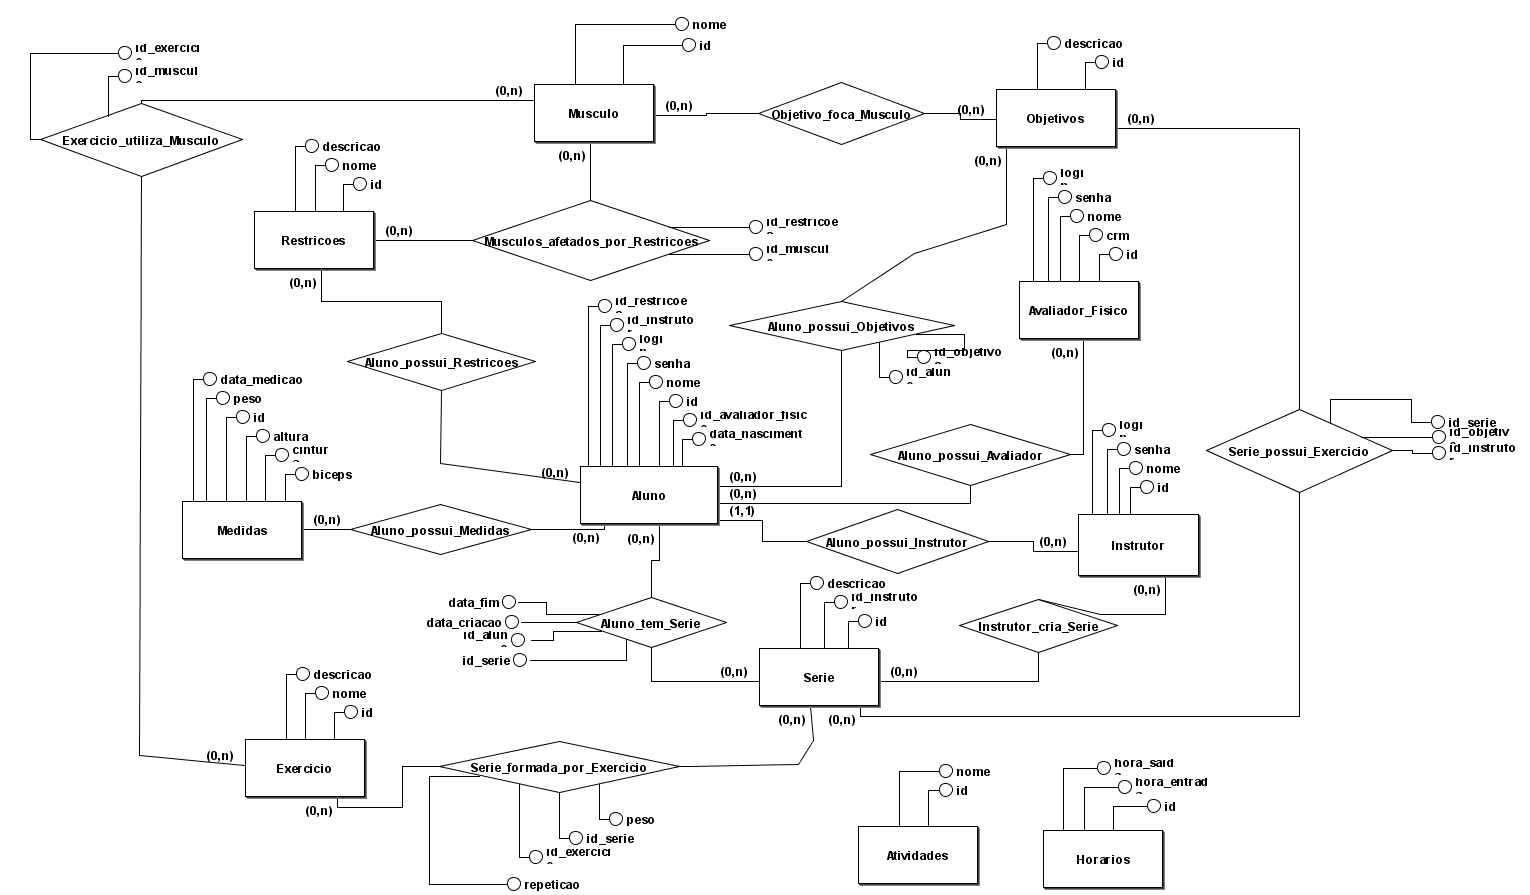 nome
id
id_exercici
id_muscul
descricao
id
(0,n)
Musculo
(0,n)
Objetivo_foca_Musculo
(0,n)
Objetivos
(0,n)
Exercicio_utiliza_Musculo
(0,n)
(0,n)
descricao
nome
id
logi
senha
nome
crm
id
Restricoes
(0,n)
Musculos_afetados_por_Restricoes
id_restricoe
id_muscul
(0,n)
Avaliador_Fisico
(0,n)
Aluno_possui_Restricoes
id_restricoe
id_instruto
logi
senha
nome
id
id_avaliador_fisic
data_nasciment
Aluno_possui_Objetivos
id_objetivo
id_alun
data_medicao
peso
id
altura
cintur
biceps
logi
senha
nome
id
id_serie
id_objetiv
id_instruto
Serie_possui_Exercicio
Aluno_possui_Avaliador
(0,n)
Aluno
(0,n)
(0,n)
(1,1)
Medidas
(0,n)
Aluno_possui_Medidas
(0,n)
(0,n)
Aluno_possui_Instrutor
(0,n)
Instrutor
(0,n)
descricao
id_instruto
id
data_fim
data_criacao
id_alun
id_serie
Aluno_tem_Serie
Instrutor_cria_Serie
(0,n)
Serie
(0,n)
(0,n)
(0,n)
descricao
nome
id
(0,n)
Exercicio
(0,n)
Serie_formada_por_Exercicio
peso
id_serie
id_exercici
repeticao
nome
id
Atividades
hora_said
hora_entrad
id
Horarios